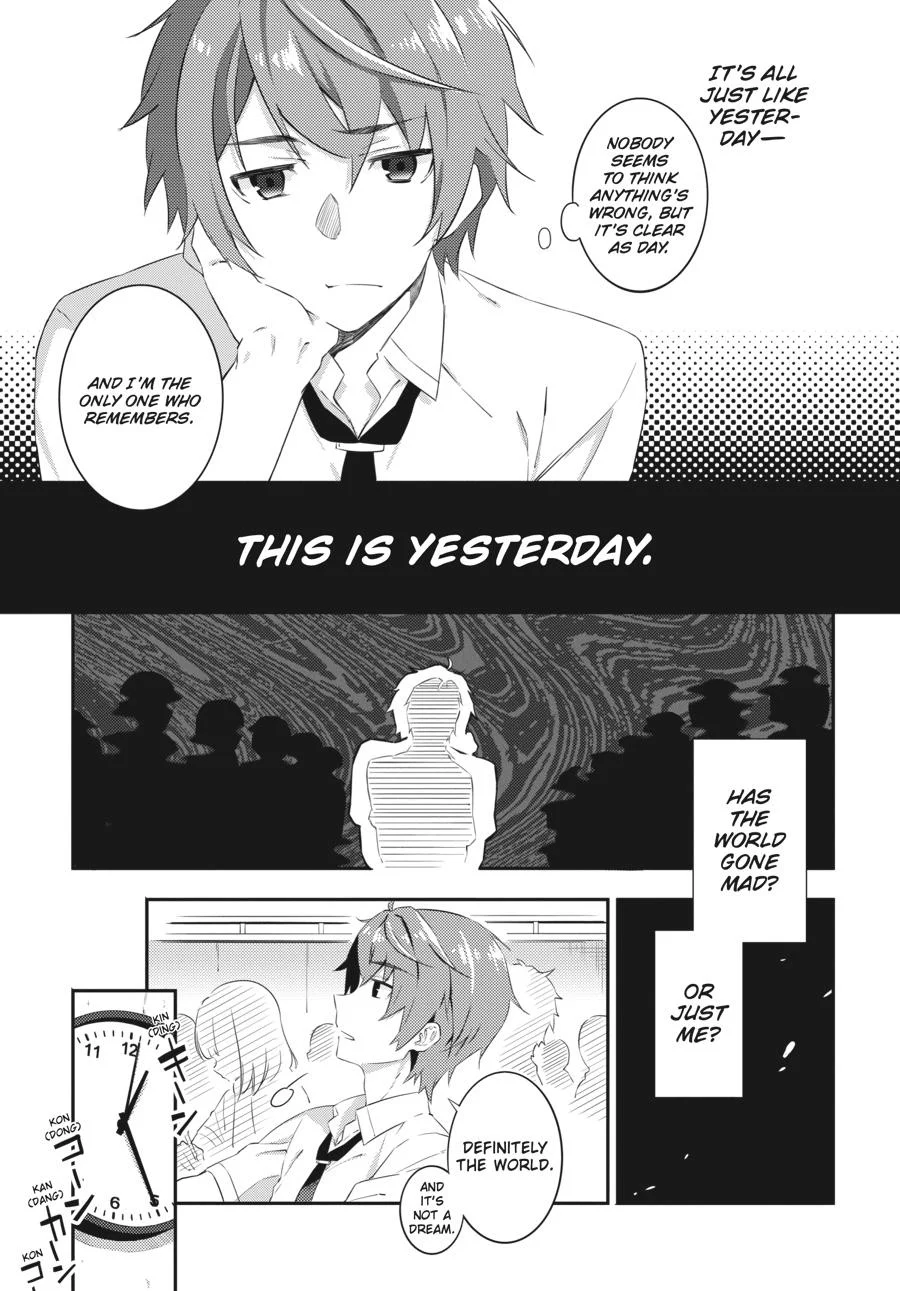 IT'S ALL
JUST LIKE
YESTER-
DAY—
NOBODY
SEEMS
TO THINK
ANYTHING'S
WRONG, BUT
IT'S CLEAR
AS DAY.
AND I'M THE
ONLY ONE WHO
REMEMBERS.
THIS IS YESTERDAY.
HAS
THE
WORLD
GONE
MAD?
OR
JUST
ME?
DEFINITELY
THE WORLD.
AND
IT'S
NOT A
DREAM.
KIN
(DING)
キーン
11 12
6 5
KON
(DONG)
コーン
KAN
(DANG)
カーン
KON
コ